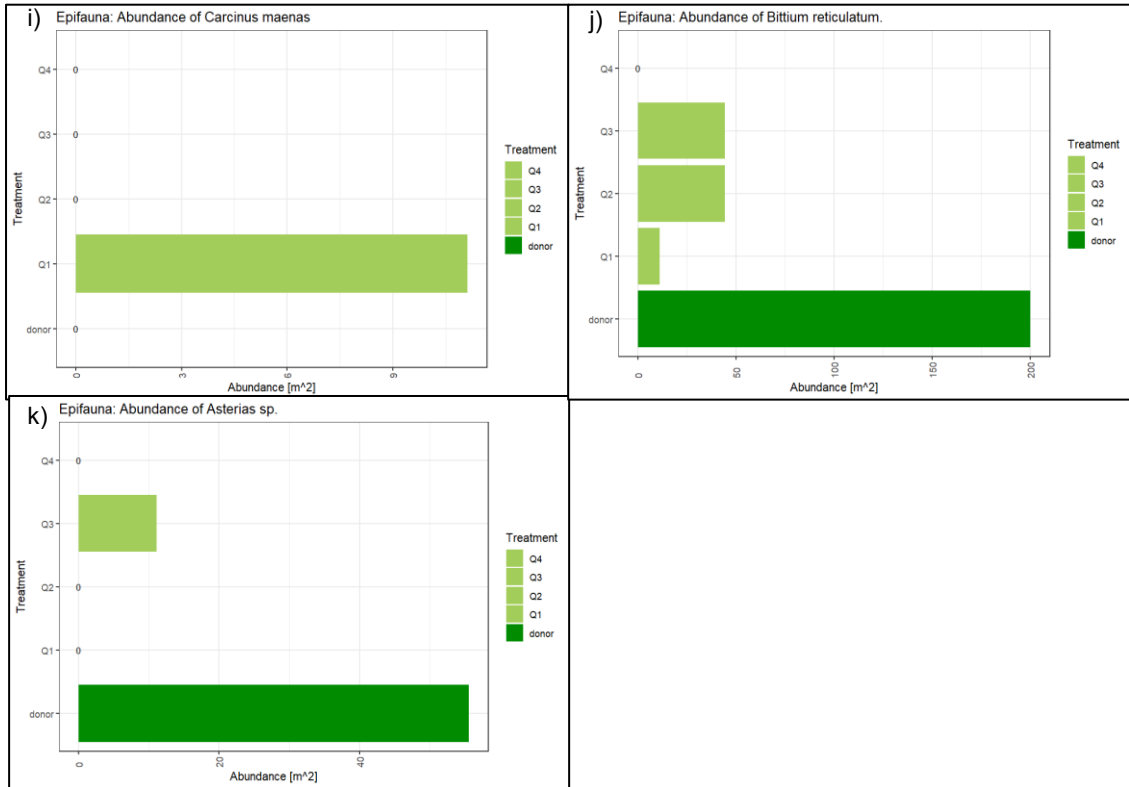 i) Epifauna: Abundance of Carcinus maenas
Q4
0
Q3
0
Q2
0
Q1
donor
0
Treatment
0
3
6
9
Abundance [m^2]
Treatment
Q4
Q3
Q2
Q1
donor
j) Epifauna: Abundance of Bittium reticulatum.
Q4
0
Q3
Q2
Q1
donor
Treatment
0
50
100
150
200
Abundance [m^2]
Treatment
Q4
Q3
Q2
Q1
donor
k) Epifauna: Abundance of Asterias sp.
Q4
0
Q3
Q2
0
Q1
0
donor
Treatment
0
20
40
Abundance [m^2]
Treatment
Q4
Q3
Q2
Q1
donor